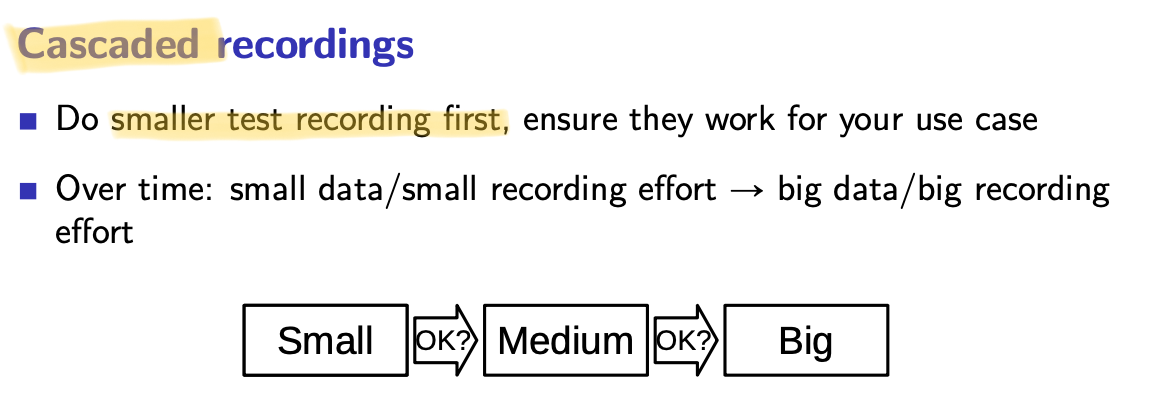 Cascaded recordings
Do smaller test recording first, ensure they work for your use case
Over time: small data/small recording effort → big data/big recording
effort
Small OK? Medium OK? Big